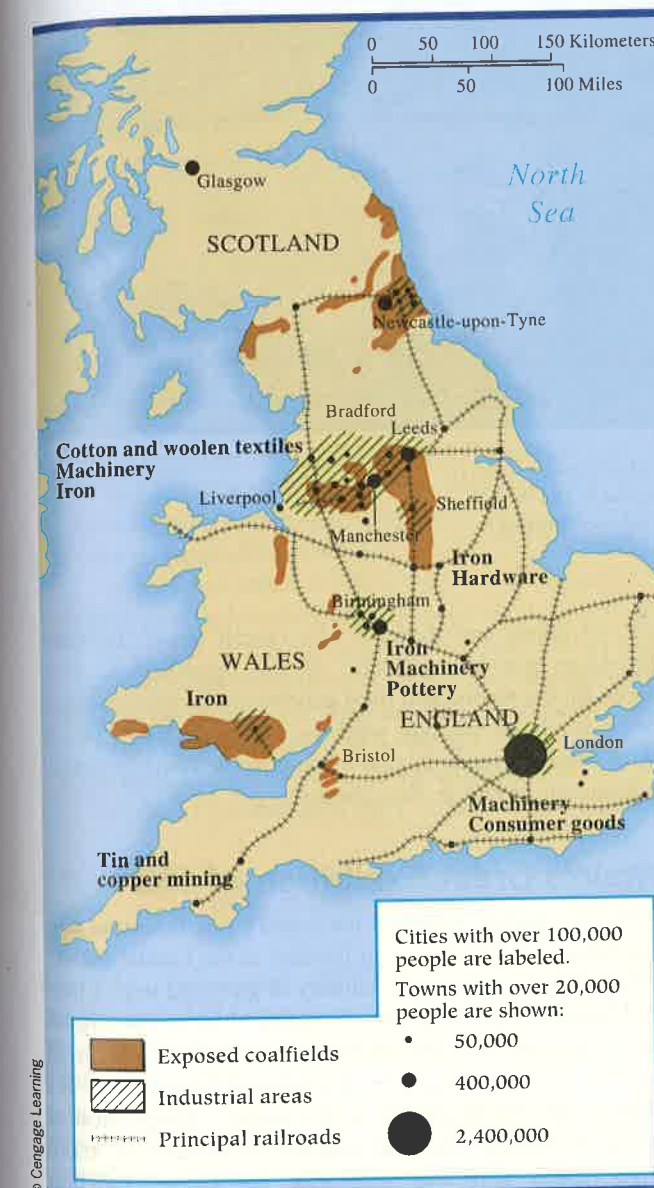 0 50 100 150 Kilometers
0 50 100 Miles
North
Sea
Glasgow
SCOTLAND
Newcastle-upon-Tyne
Bradford
Leeds
Cotton and woolen textiles
Machinery
Iron
Liverpool
Sheffield
Manchester
Iron
Hardware
Birmingham
WALES
Iron
Machinery
Pottery
Iron
ENGLAND
London
Bristol
Machinery
Consumer goods
Tin and
copper mining
Cities with over 100,000
people are labeled.
Towns with over 20,000
people are shown:
50,000
400,000
2,400,000
Exposed coalfields
Industrial areas
Principal railroads
© Cengage Learning